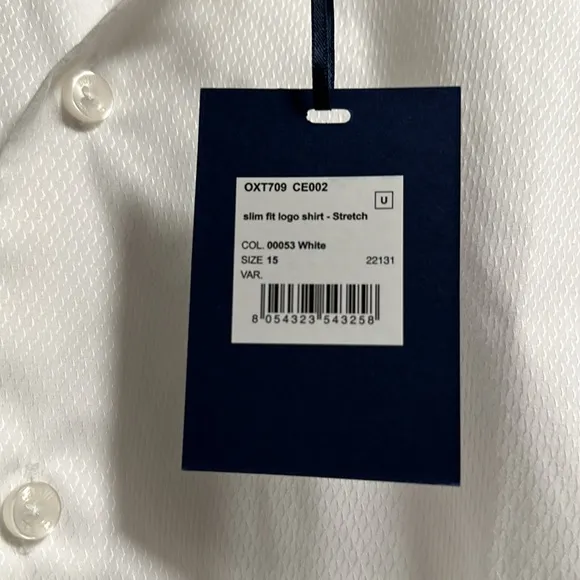 OXT709 CE002
U
slim fit logo shirt - Stretch
COL. 00053 White
SIZE 15 22131
VAR.
8 054323 543258